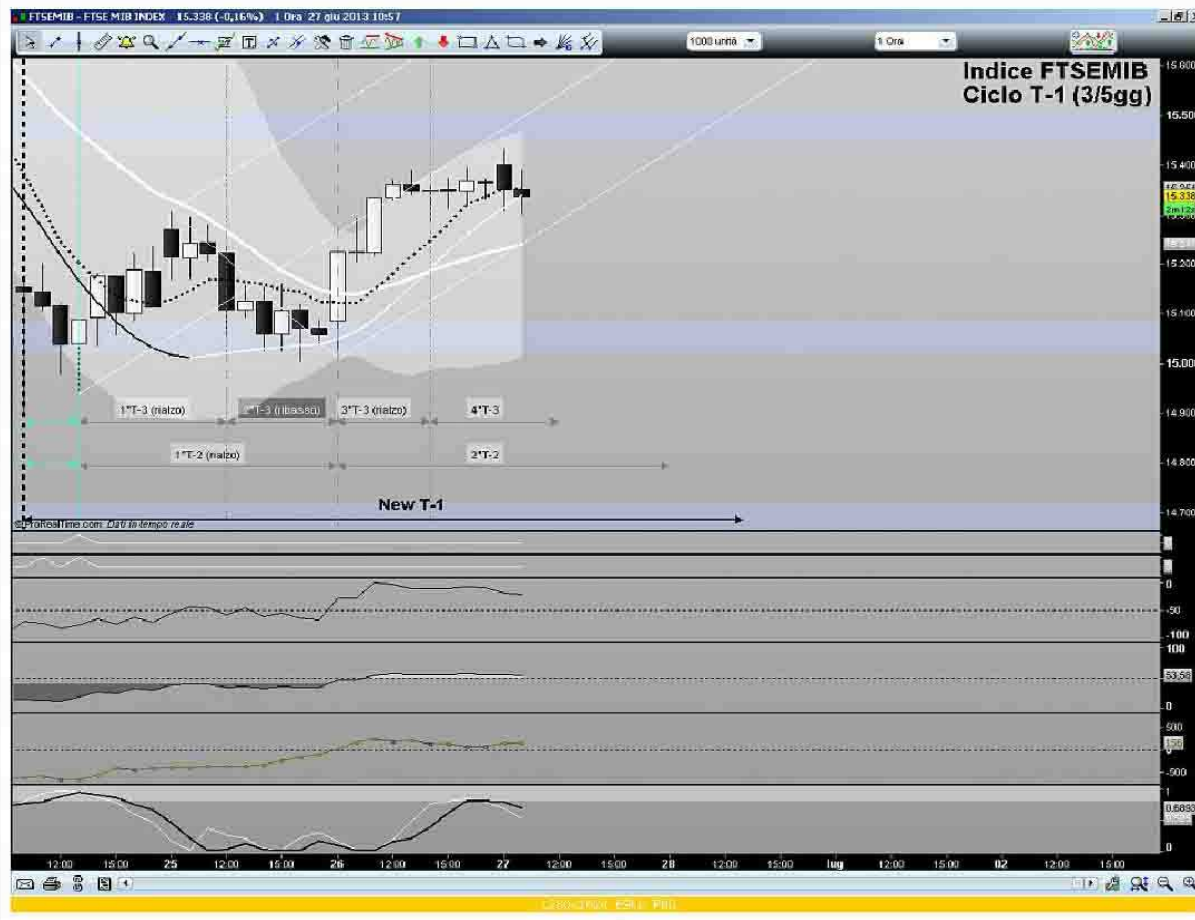 FTSEMIB - FTSE MIB INDEX 15.338 (-0,16%) 1 Ora 27 giu 2013 10:57
1000 unità
1 Ora
Indice FTSEMIB
Ciclo T-1 (3/5gg)
15.600
15.500
15.400
15.338
15.200
15.100
15.000
14.900
14.800
14.700
1°T-3 (rialzo)
2°T-3 (ribasso)
3°T-3 (rialzo)
4°T-3
1°T-2 (rialzo)
2°T-2
New T-1
© ProRealTime.com Dati in tempo reale
0
-50
-100
100
53,56
0
500
0
-500
1
0
12:00 15:00 25 12:00 15:00 26 12:00 15:00 27 12:00 15:00 28 12:00 15:00 lug 12:00 15:00 02 12:00 15:00